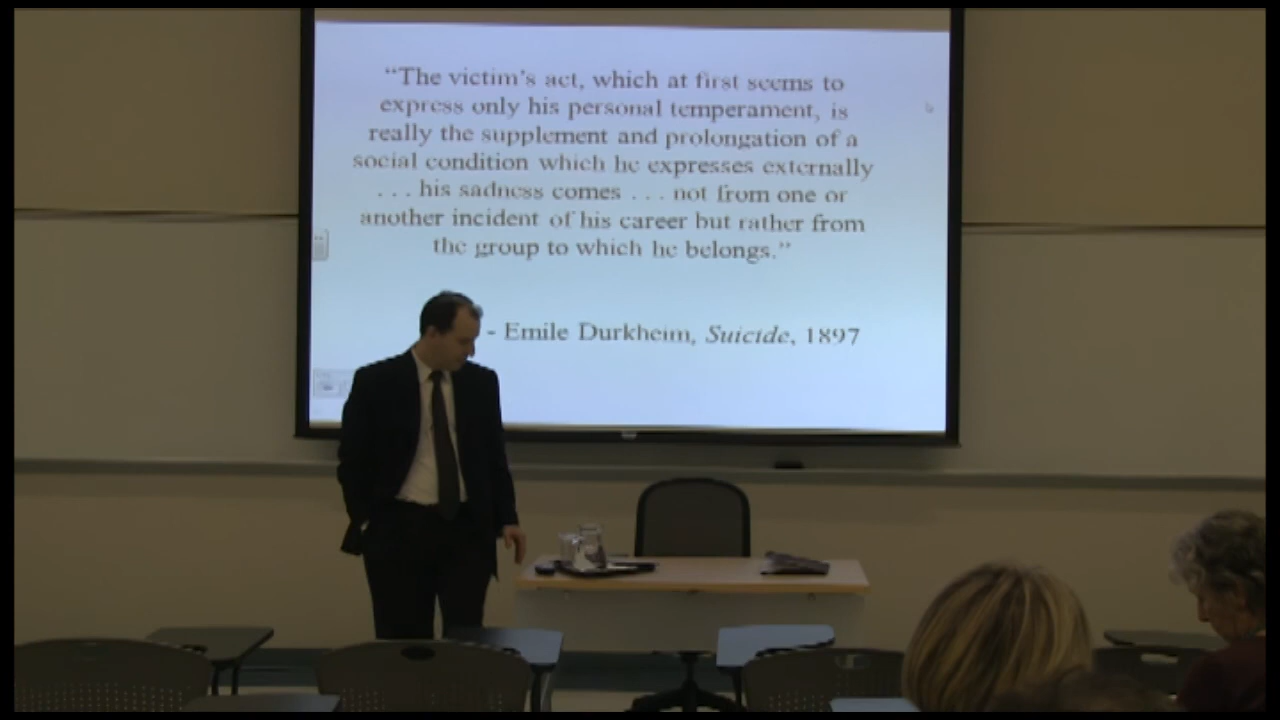 “The victim’s act, which at first seems to
express only his personal temperament, is
really the supplement and prolongation of a
social condition which he expresses externally
. . . his sadness comes . . . not from one or
another incident of his career but rather from
the group to which he belongs.”
- Emile Durkheim, Suicide, 1897